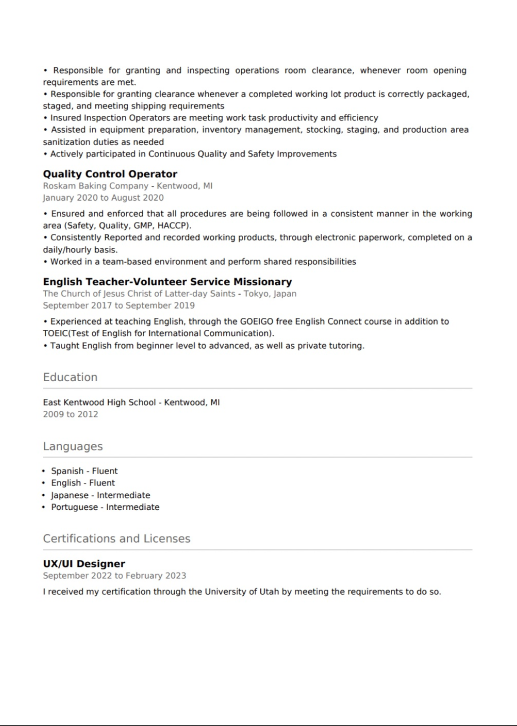 • Responsible for granting and inspecting operations room clearance, whenever room opening
requirements are met.
• Responsible for granting clearance whenever a completed working lot product is correctly packaged,
staged, and meeting shipping requirements
• Insured Inspection Operators are meeting work task productivity and efficiency
• Assisted in equipment preparation, inventory management, stocking, staging, and production area
sanitization duties as needed
• Actively participated in Continuous Quality and Safety Improvements
Quality Control Operator
Roskam Baking Company - Kentwood, MI
January 2020 to August 2020
• Ensured and enforced that all procedures are being followed in a consistent manner in the working
area (Safety, Quality, GMP, HACCP).
• Consistently Reported and recorded working products, through electronic paperwork, completed on a
daily/hourly basis.
• Worked in a team-based environment and perform shared responsibilities
English Teacher-Volunteer Service Missionary
The Church of Jesus Christ of Latter-day Saints - Tokyo, Japan
September 2017 to September 2019
• Experienced at teaching English, through the GOEIGO free English Connect course in addition to
TOEIC(Test of English for International Communication).
• Taught English from beginner level to advanced, as well as private tutoring.
Education
East Kentwood High School - Kentwood, MI
2009 to 2012
Languages
• Spanish - Fluent
• English - Fluent
• Japanese - Intermediate
• Portuguese - Intermediate
Certifications and Licenses
UX/UI Designer
September 2022 to February 2023
I received my certification through the University of Utah by meeting the requirements to do so.